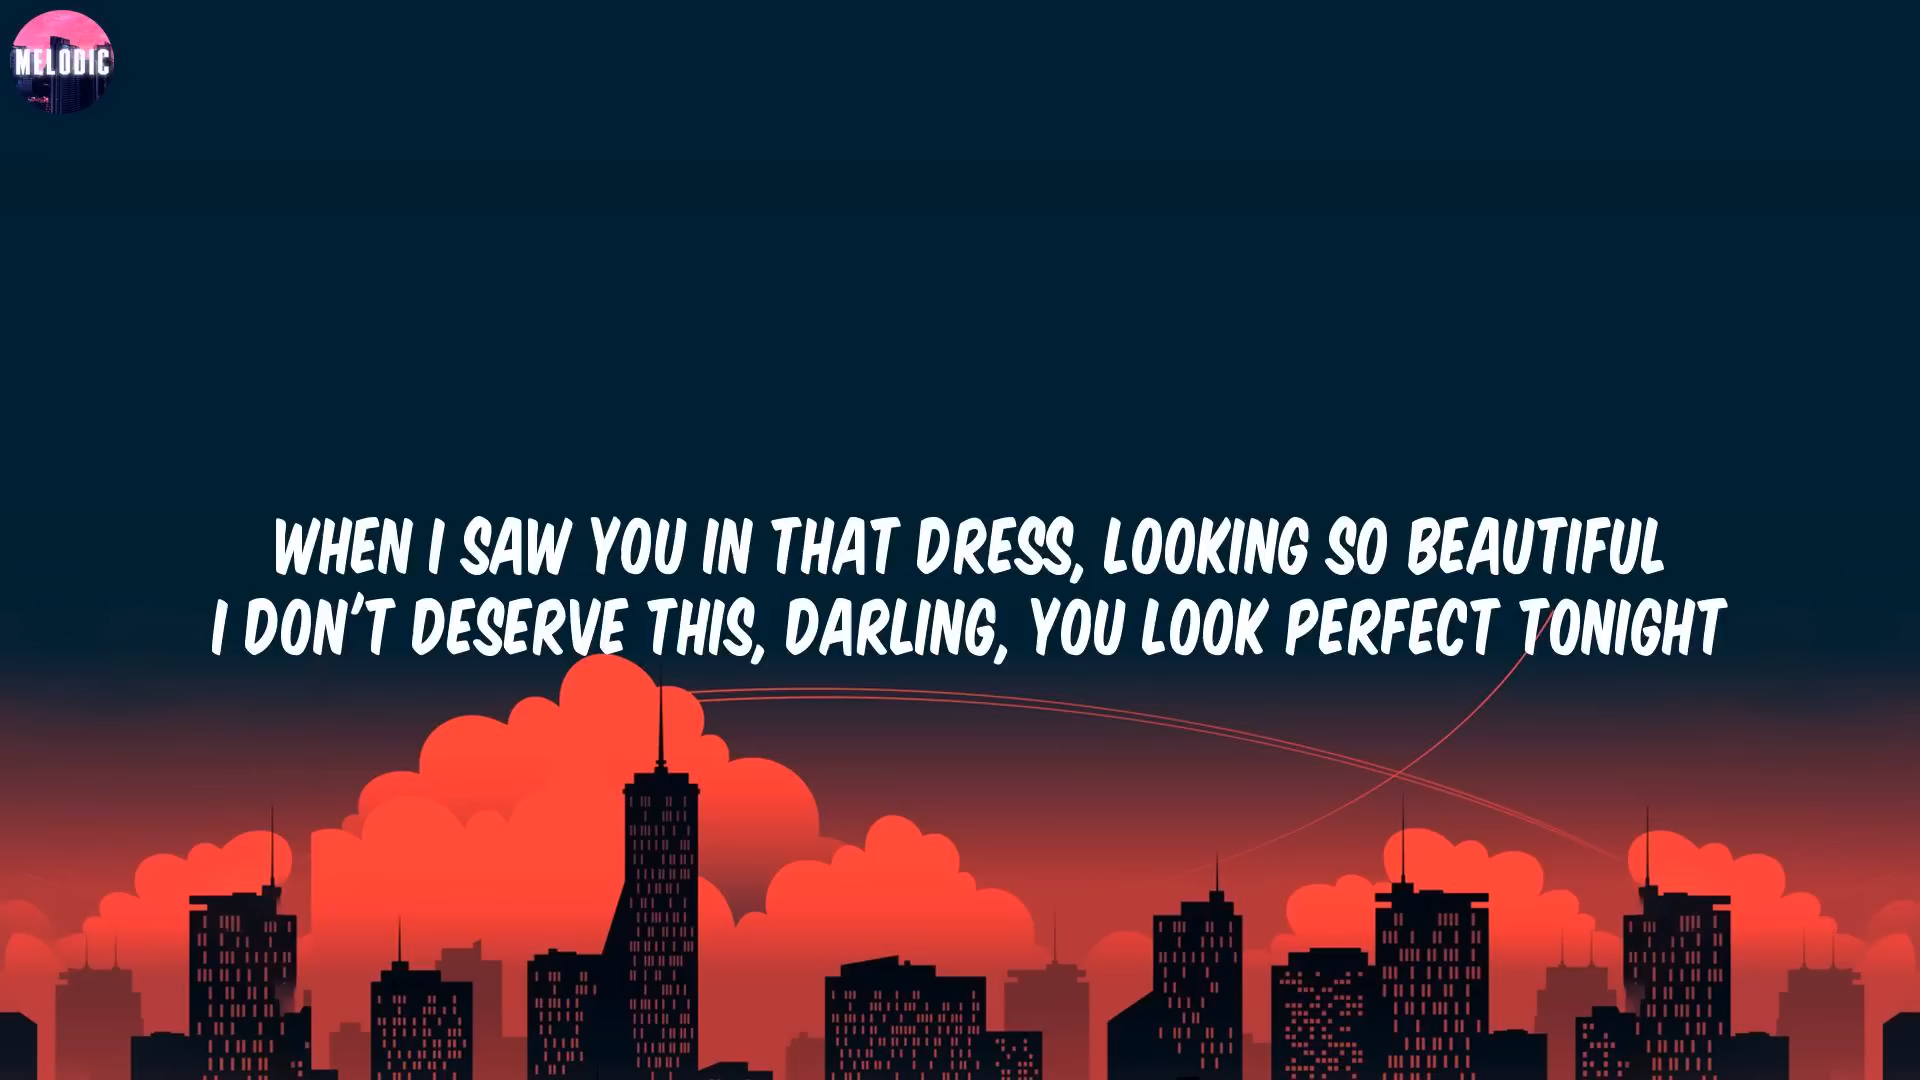 MELODIC
WHEN I SAW YOU IN THAT DRESS, LOOKING SO BEAUTIFUL
I DON'T DESERVE THIS, DARLING, YOU LOOK PERFECT TONIGHT